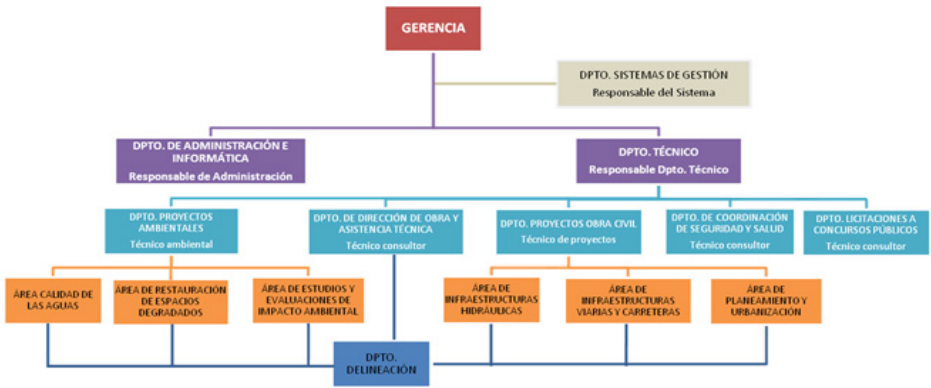 GERENCIA
DPTO. SISTEMAS DE GESTIÓN
Responsable del Sistema
DPTO. DE ADMINISTRACIÓN E
INFORMÁTICA
Responsable de Administración
DPTO. TÉCNICO
Responsable Dpto. Técnico
DPTO. PROYECTOS
AMBIENTALES
Técnico ambiental
DPTO. DE DIRECCIÓN DE OBRA Y
ASISTENCIA TÉCNICA
Técnico consultor
DPTO. PROYECTOS OBRA CIVIL
Técnico de proyectos
DPTO. DE COORDINACIÓN
DE SEGURIDAD Y SALUD
Técnico consultor
DPTO. LICITACIONES A
CONCURSOS PÚBLICOS
Técnico consultor
ÁREA CALIDAD DE
LAS AGUAS
ÁREA DE RESTAURACIÓN
DE ESPACIOS
DEGRADADOS
ÁREA DE ESTUDIOS Y
EVALUACIONES DE
IMPACTO AMBIENTAL
ÁREA DE
INFRAESTRUCTURAS
HIDRÁULICAS
ÁREA DE
INFRAESTRUCTURAS
VIARIAS Y CARRETERAS
ÁREA DE
PLANEAMIENTO Y
URBANIZACIÓN
DPTO.
DELINEACIÓN